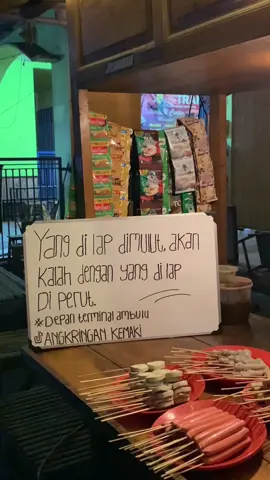 Yang di lap dimulut, akan
Kalah dengan yang di lap
Di perut.
* Depan terminal ambulu
ANGKRINGAN KEMAKI